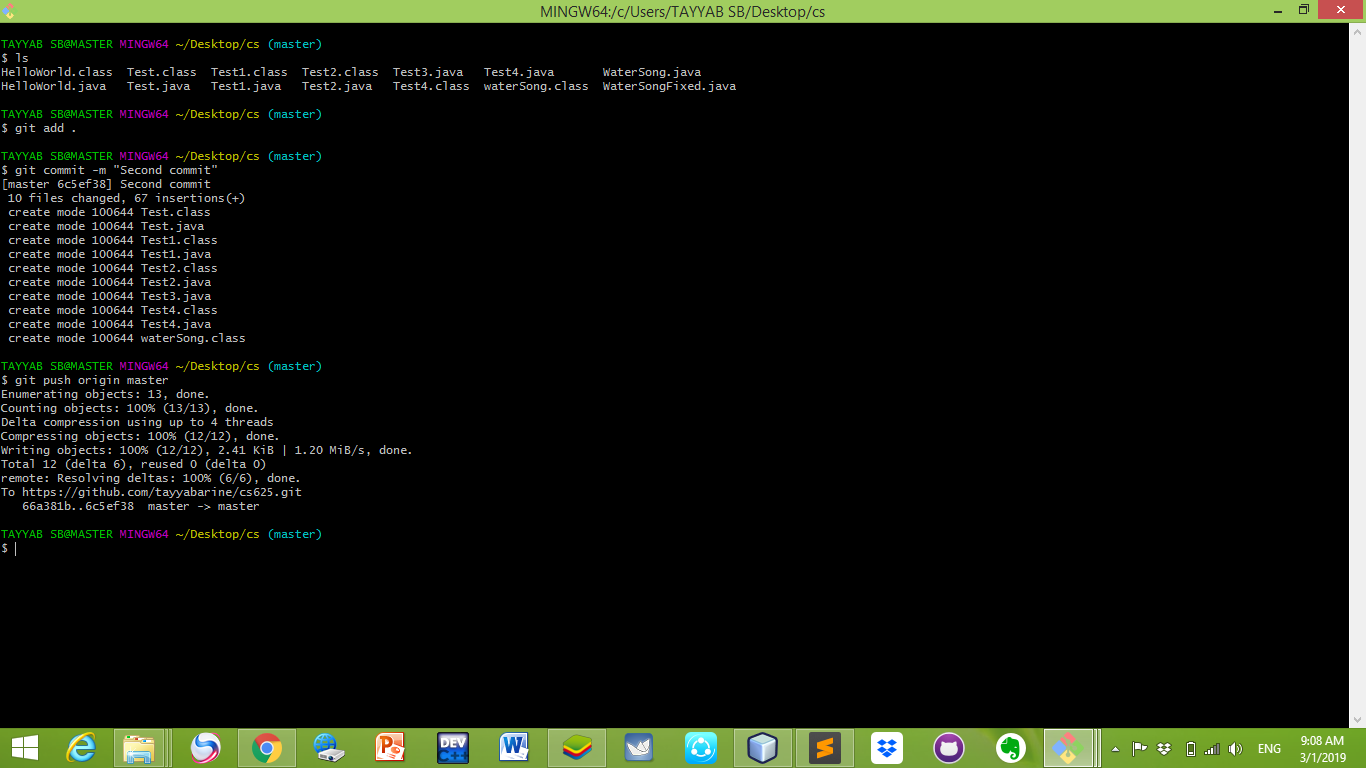 MINGW64:/c/Users/TAYYAB SB/Desktop/cs
TAYYAB SB@MASTER MINGW64 ~/Desktop/cs (master)
$ ls
HelloWorld.class  Test.class  Test1.class  Test2.class  Test3.java   Test4.java       WaterSong.java
HelloWorld.java   Test.java   Test1.java   Test2.java   Test4.class  waterSong.class  WaterSongFixed.java
TAYYAB SB@MASTER MINGW64 ~/Desktop/cs (master)
$ git add .
TAYYAB SB@MASTER MINGW64 ~/Desktop/cs (master)
$ git commit -m "Second commit"
[master 6c5ef38] Second commit
 10 files changed, 67 insertions(+)
 create mode 100644 Test.class
 create mode 100644 Test.java
 create mode 100644 Test1.class
 create mode 100644 Test1.java
 create mode 100644 Test2.class
 create mode 100644 Test2.java
 create mode 100644 Test3.java
 create mode 100644 Test4.class
 create mode 100644 Test4.java
 create mode 100644 waterSong.class
TAYYAB SB@MASTER MINGW64 ~/Desktop/cs (master)
$ git push origin master
Enumerating objects: 13, done.
Counting objects: 100% (13/13), done.
Delta compression using up to 4 threads
Compressing objects: 100% (12/12), done.
Writing objects: 100% (12/12), 2.41 KiB | 1.20 MiB/s, done.
Total 12 (delta 6), reused 0 (delta 0)
remote: Resolving deltas: 100% (6/6), done.
To https://github.com/tayyabarine/cs625.git
   66a381b..6c5ef38  master -> master
TAYYAB SB@MASTER MINGW64 ~/Desktop/cs (master)
$
DEV
C++
ENG
9:08 AM
3/1/2019